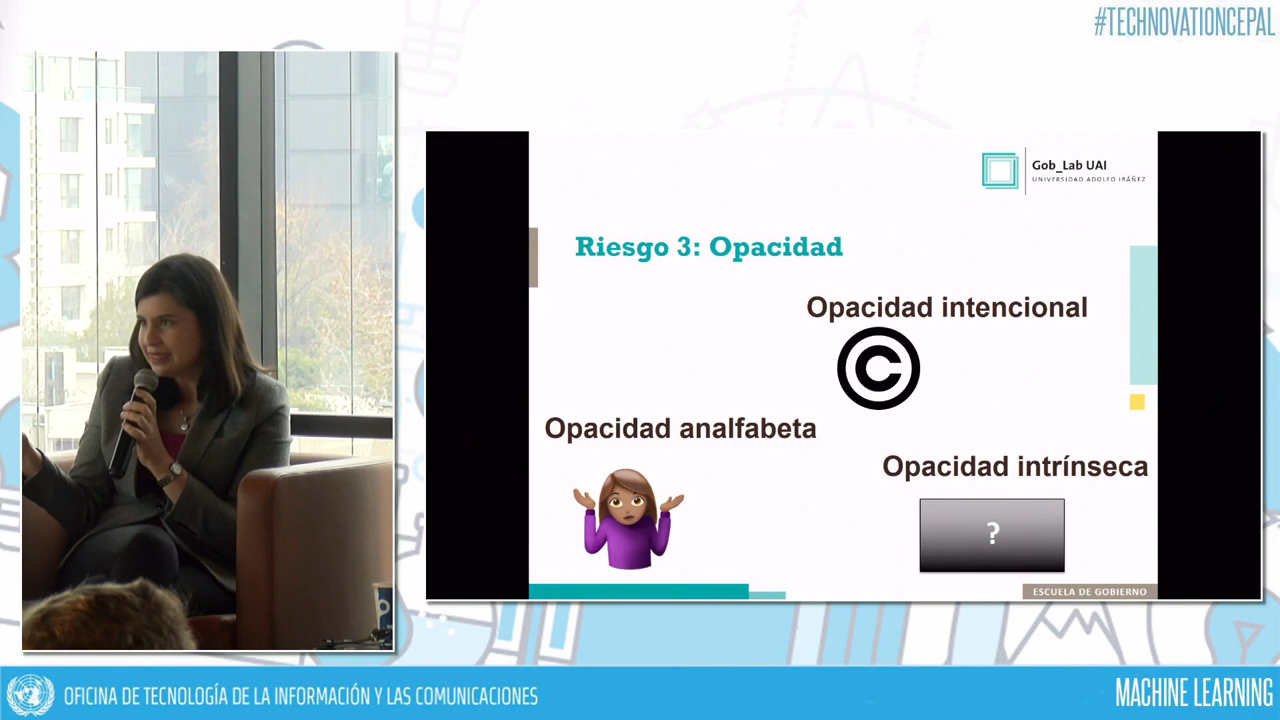 #TECHNOVATIONCEPAL
Gob_Lab UAI
UNIVERSIDAD ADOLFO IBÁÑEZ
Riesgo 3: Opacidad
Opacidad intencional
©
Opacidad analfabeta
Opacidad intrínseca
?
ESCUELA DE GOBIERNO
OFICINA DE TECNOLOGÍA DE LA INFORMACIÓN Y LAS COMUNICACIONES
MACHINE LEARNING